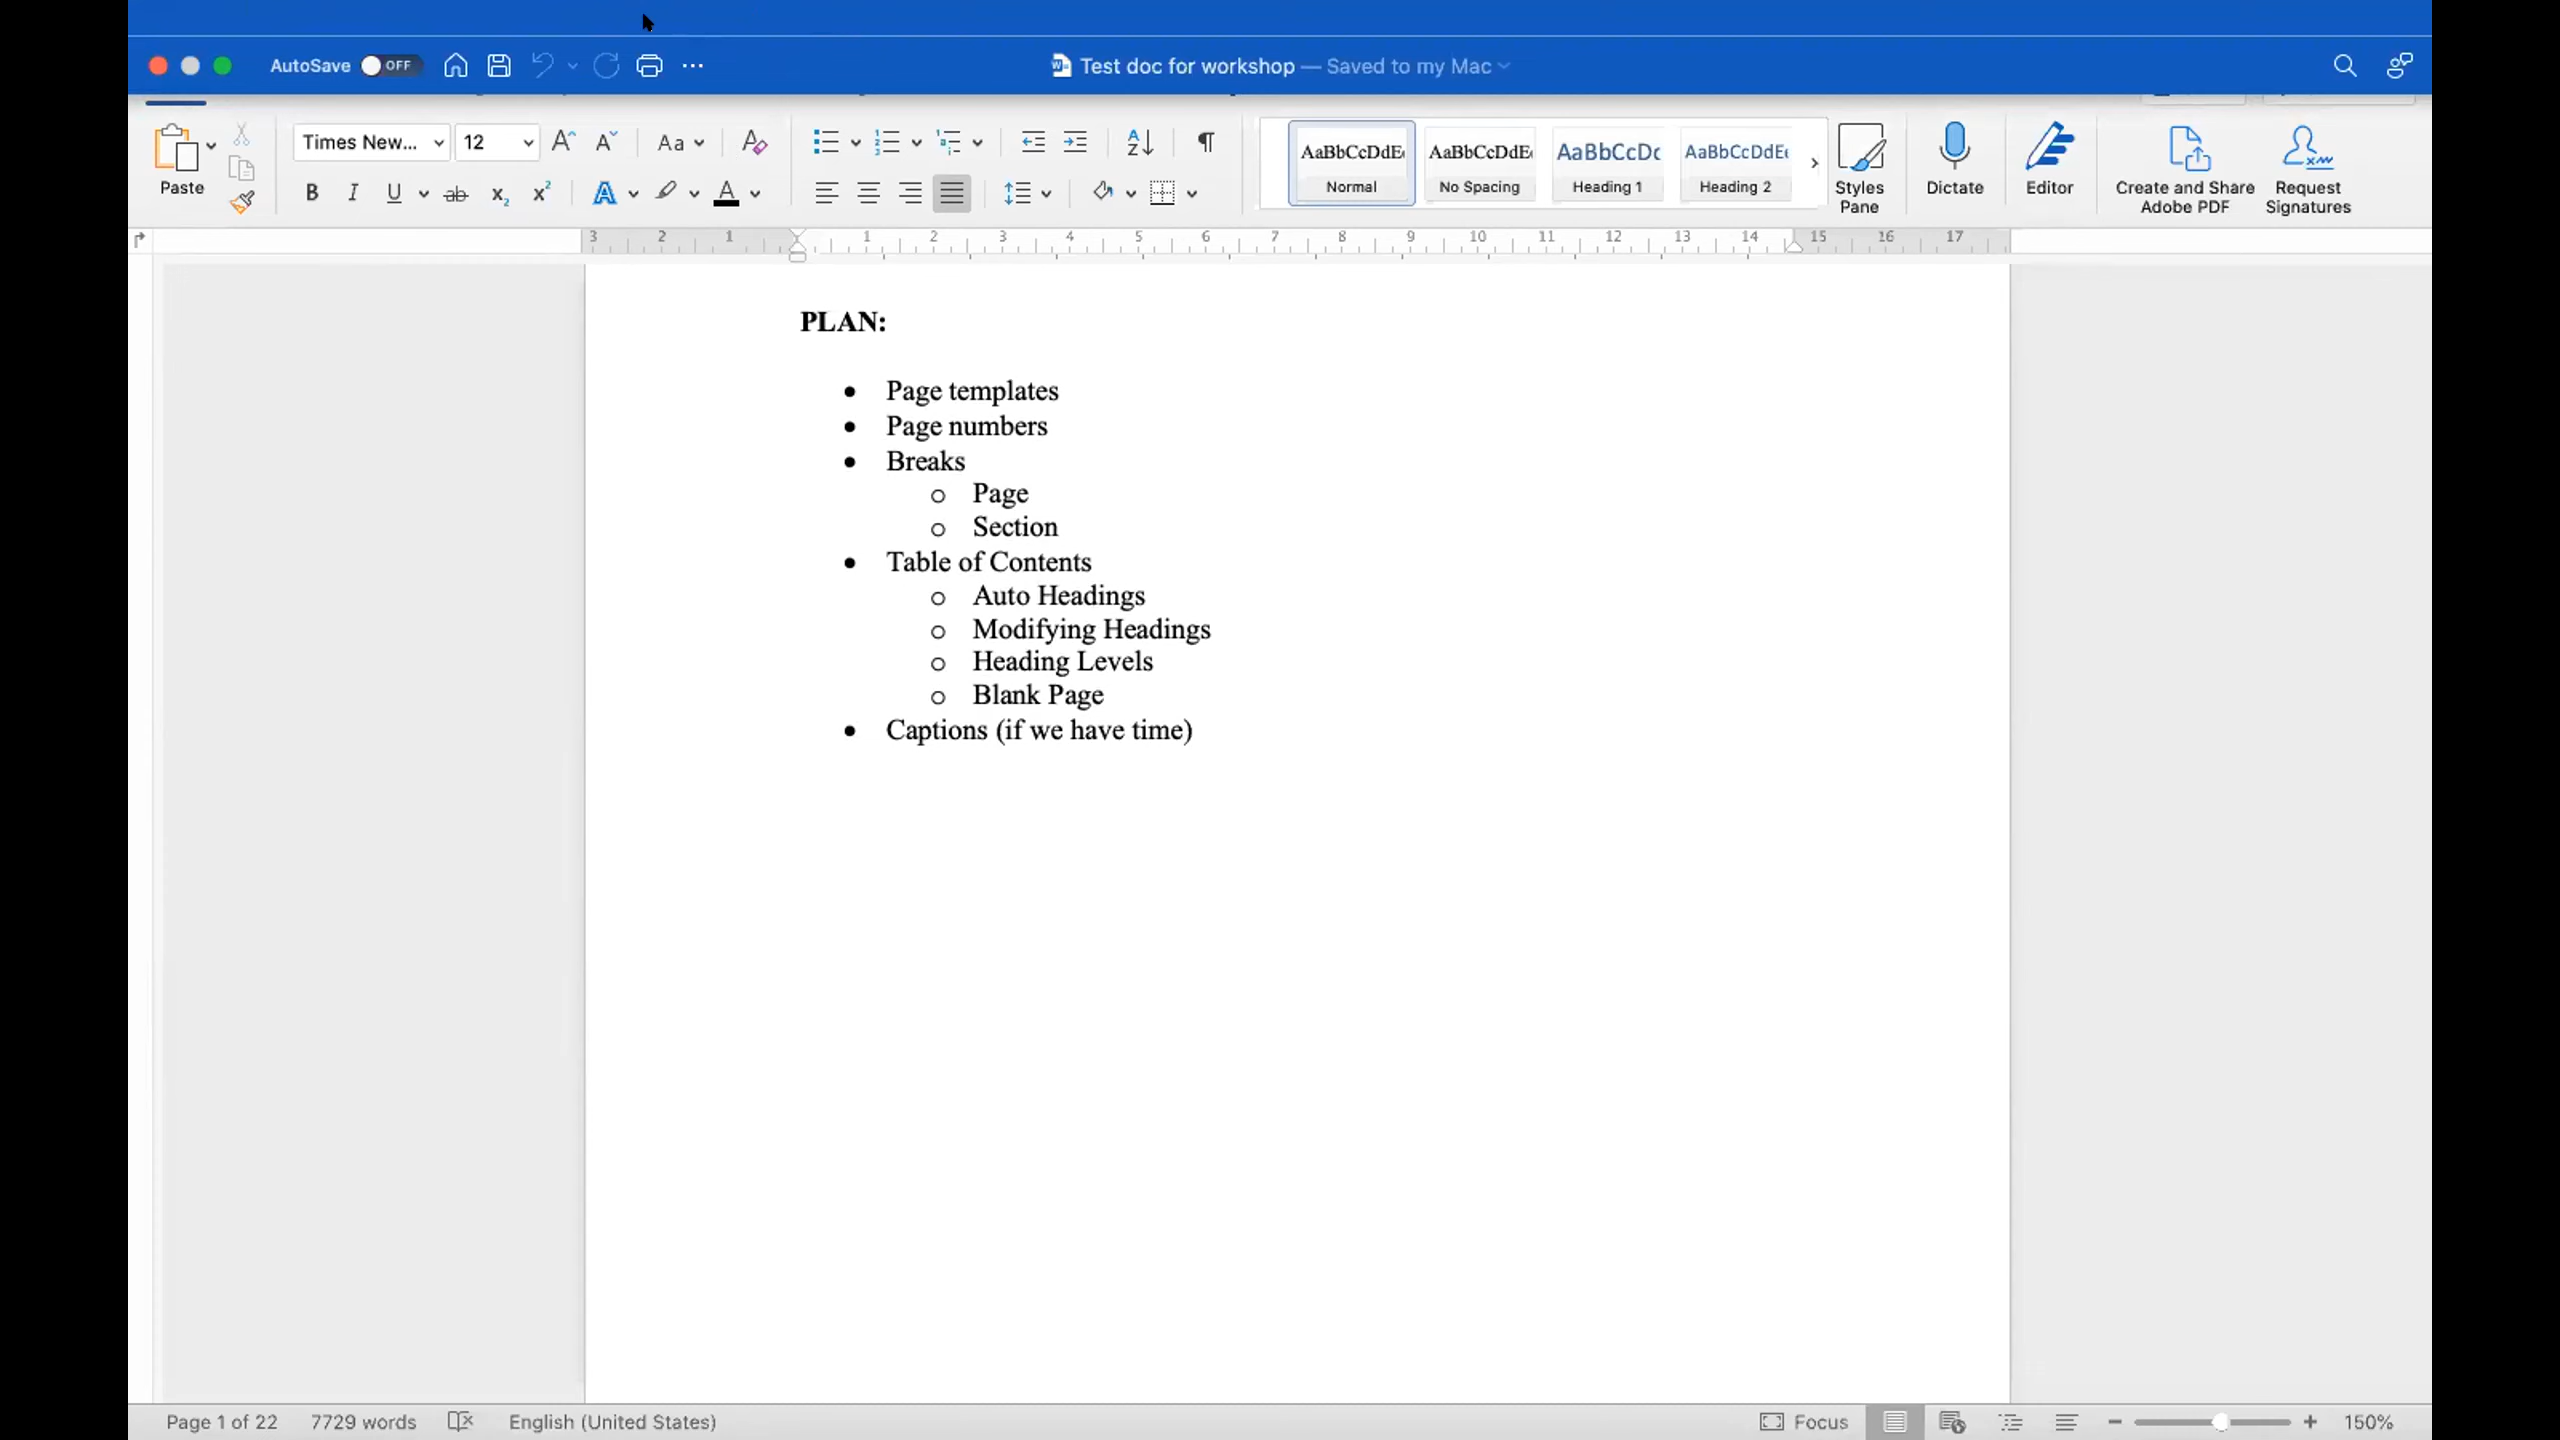 AutoSave OFF
Test doc for workshop — Saved to my Mac
Paste
Times New... 12 Aa
AaBbCcDdE AaBbCcDdE AaBbCcDc AaBbCcDdE
Normal No Spacing Heading 1 Heading 2
Styles Pane
Dictate
Editor
Create and Share Adobe PDF
Request Signatures
3 2 1 1 2 3 4 5 6 7 8 9 10 11 12 13 14 15 16 17
PLAN:
• Page templates
• Page numbers
• Breaks
o Page
o Section
• Table of Contents
o Auto Headings
o Modifying Headings
o Heading Levels
o Blank Page
• Captions (if we have time)
Page 1 of 22 7729 words English (United States) Focus 150%